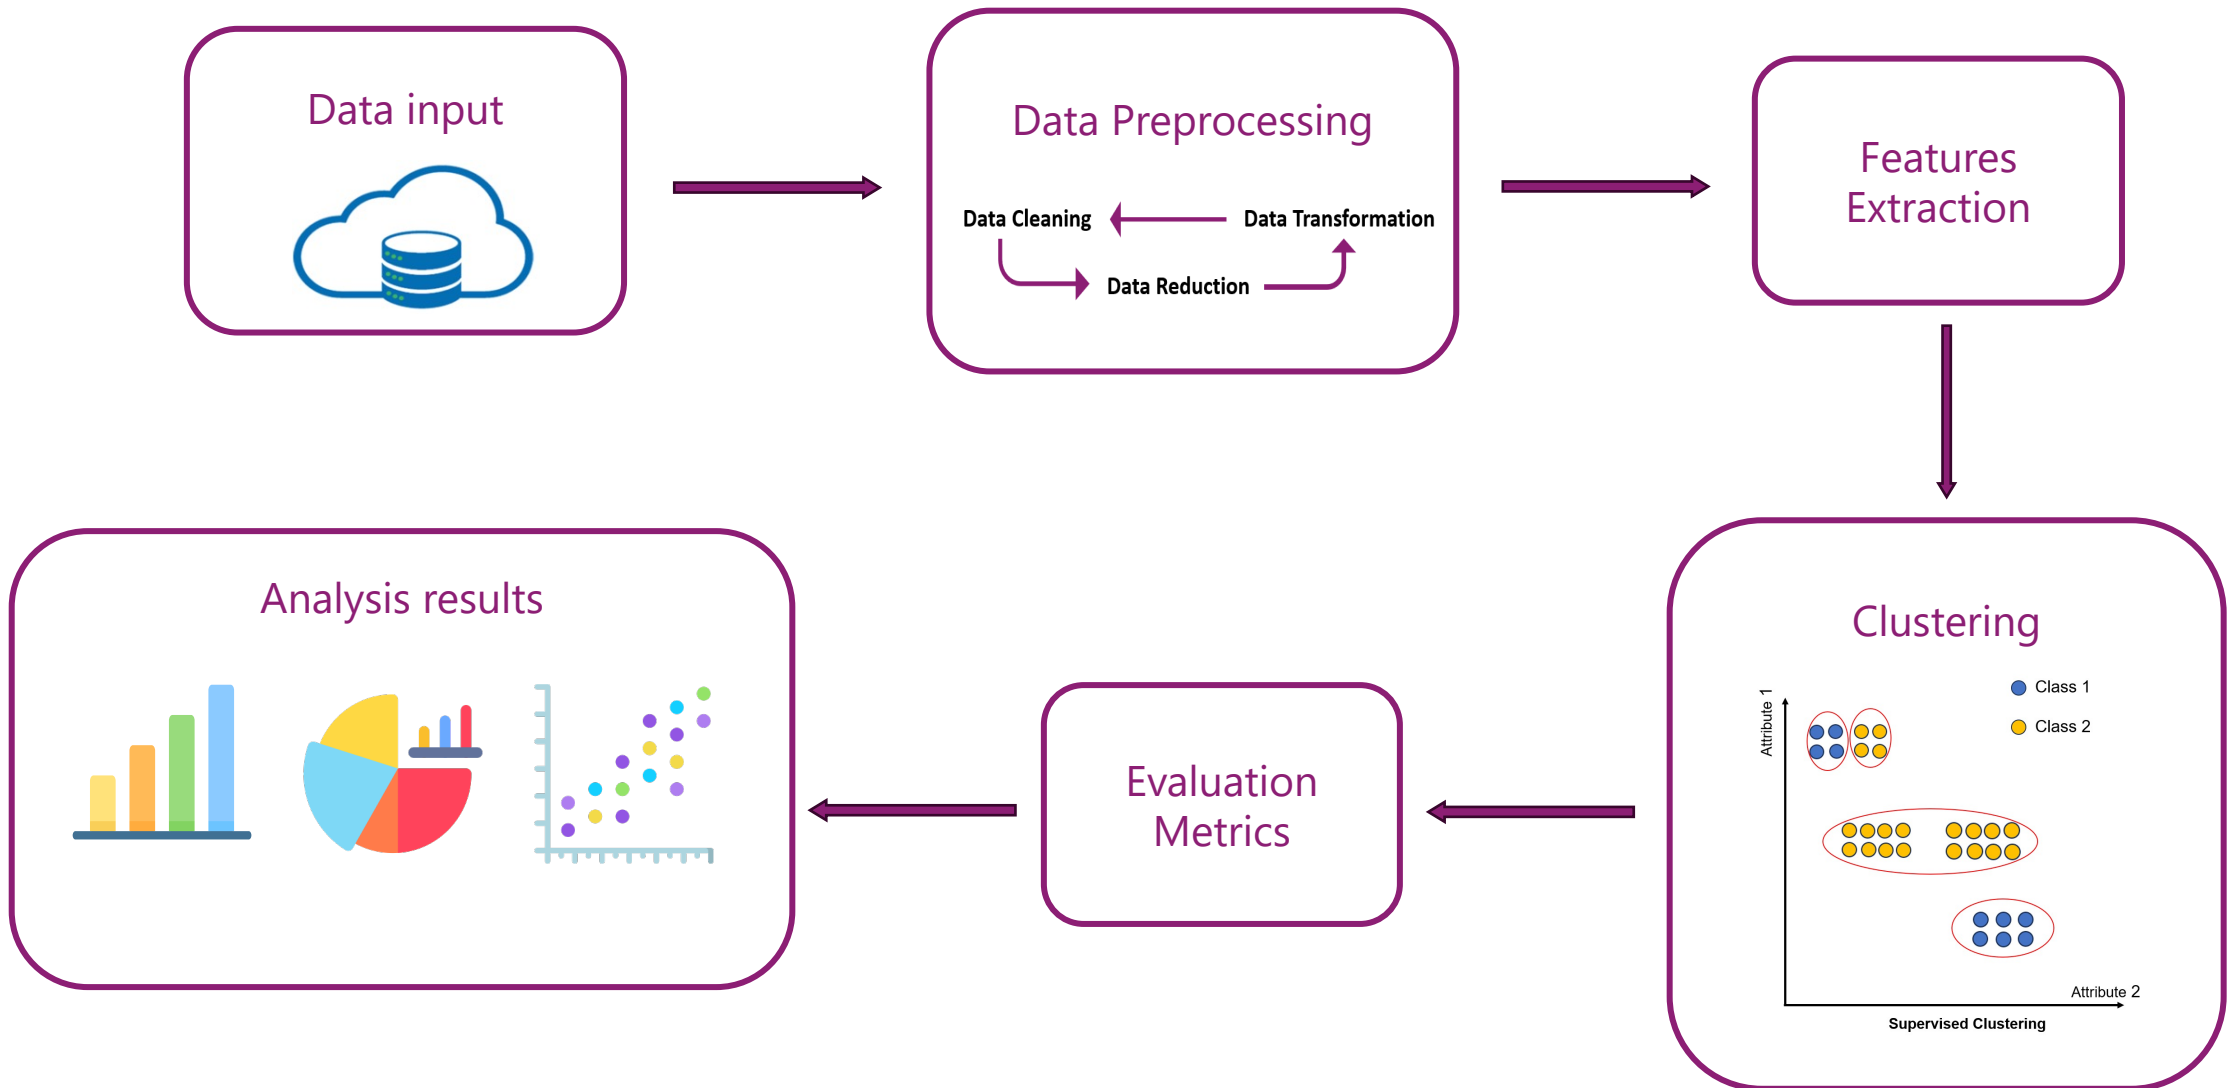 Data input
Data Preprocessing
Data Cleaning
Data Transformation
Data Reduction
Features
Extraction
Analysis results
Evaluation
Metrics
Clustering
Class 1
Class 2
Attribute 1
Attribute 2
Supervised Clustering